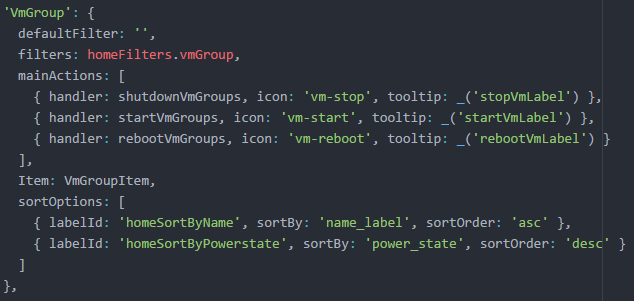 'VmGroup': {
  defaultFilter: '',
  filters: homeFilters.vmGroup,
  mainActions: [
    { handler: shutdownVmGroups, icon: 'vm-stop', tooltip: _('stopVmLabel') },
    { handler: startVmGroups, icon: 'vm-start', tooltip: _('startVmLabel') },
    { handler: rebootVmGroups, icon: 'vm-reboot', tooltip: _('rebootVmLabel') }
  ],
  Item: VmGroupItem,
  sortOptions: [
    { labelId: 'homeSortByName', sortBy: 'name_label', sortOrder: 'asc' },
    { labelId: 'homeSortByPowerstate', sortBy: 'power_state', sortOrder: 'desc' }
  ]
},